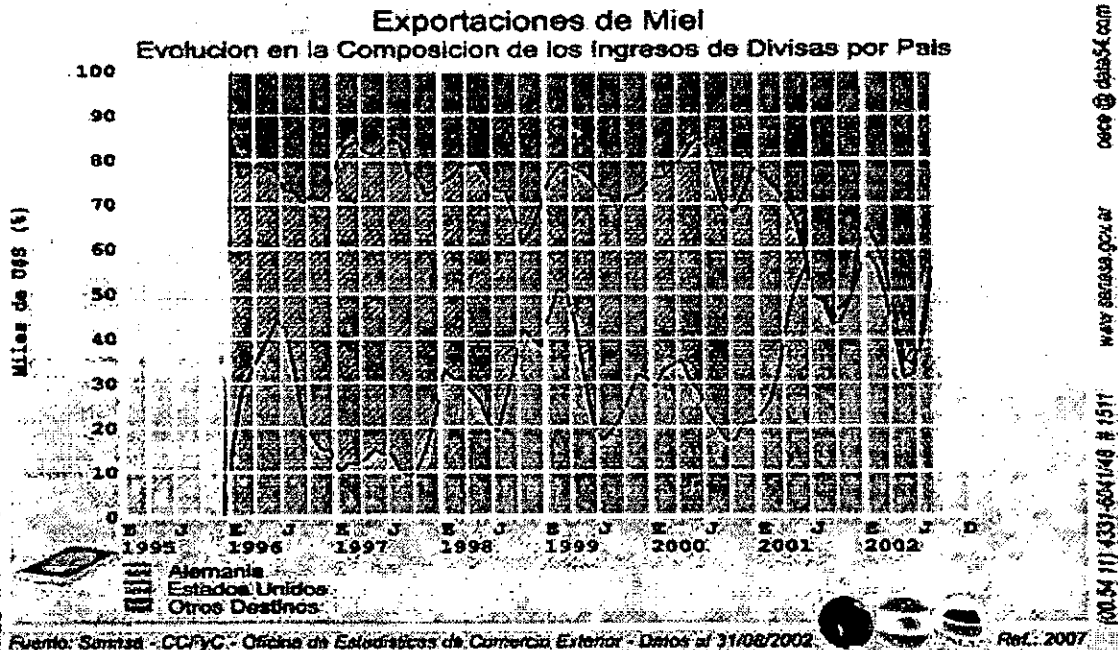 Exportaciones de Miel
Evolucion en la Composicion de los Ingresos de Divisas por Pais
Miles de U$S (%)
100
90
80
70
60
50
40
30
20
10
0
E J E J E J E J E J E J E J E J D
1995 1996 1997 1998 1999 2000 2001 2002
Alemania
Estados Unidos
Otros Destinos
Fuente: Senasa - CCFyC - Oficina de Estadisticas de Comercio Exterior - Datos al 31/08/2002
Ref.: 2007
www.senasa.gov.ar